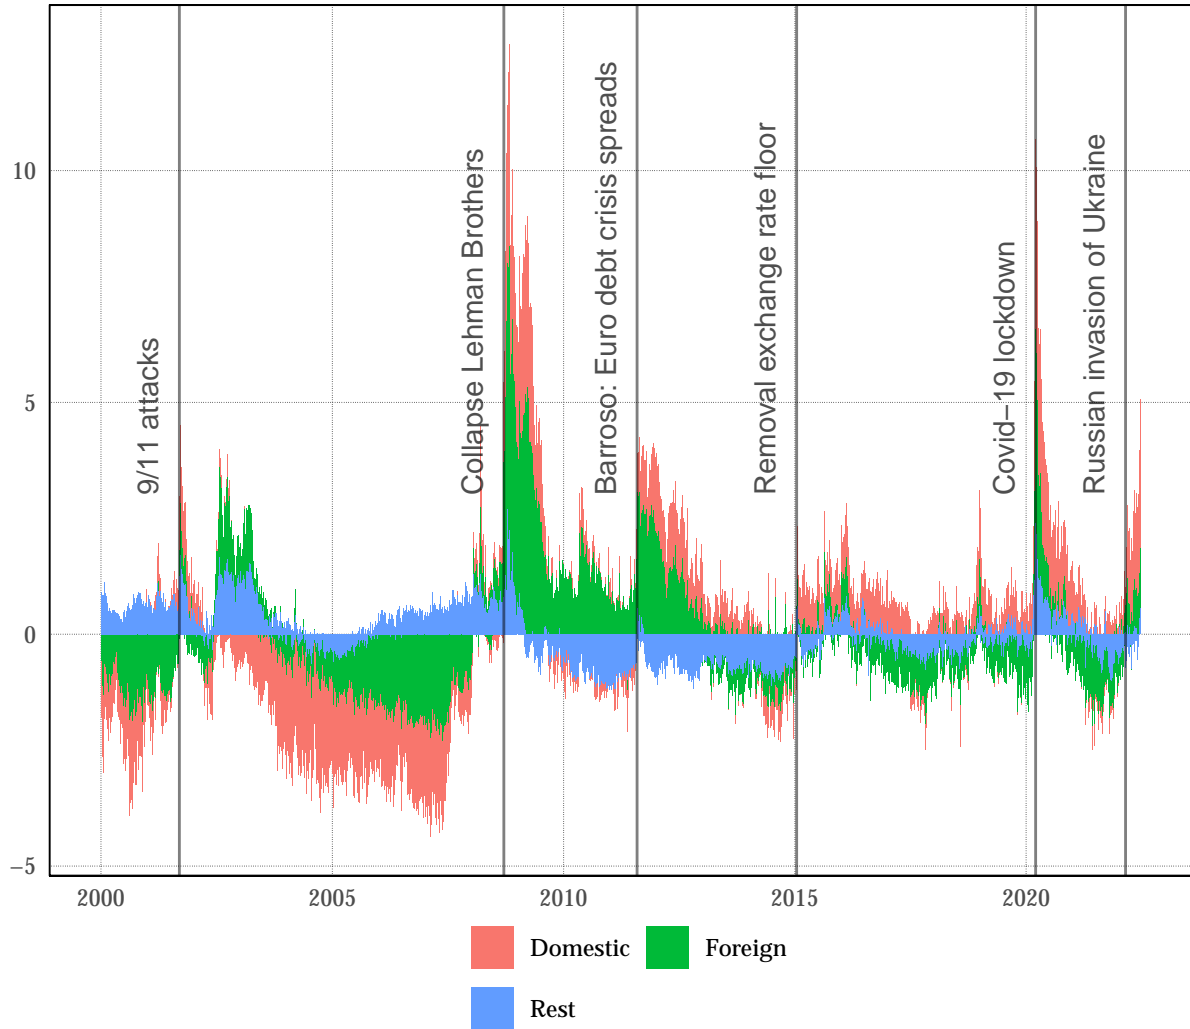 10
5
0
−5
9/11 attacks
Collapse Lehman Brothers
Barroso: Euro debt crisis spreads
Removal exchange rate floor
Covid−19 lockdown
Russian invasion of Ukraine
2000
2005
2010
2015
2020
Domestic
Foreign
Rest